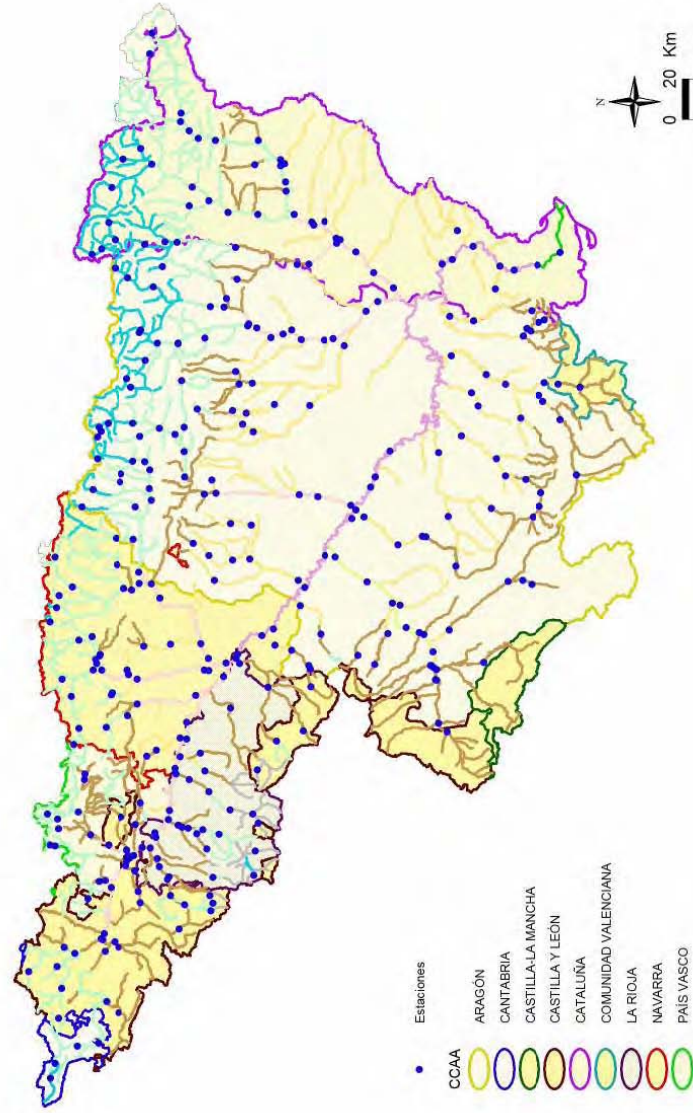 Estaciones
CCAA
ARAGÓN
CANTABRIA
CASTILLA-LA MANCHA
CASTILLA Y LEÓN
CATALUÑA
COMUNIDAD VALENCIANA
LA RIOJA
NAVARRA
PAÍS VASCO
N
0 20 Km